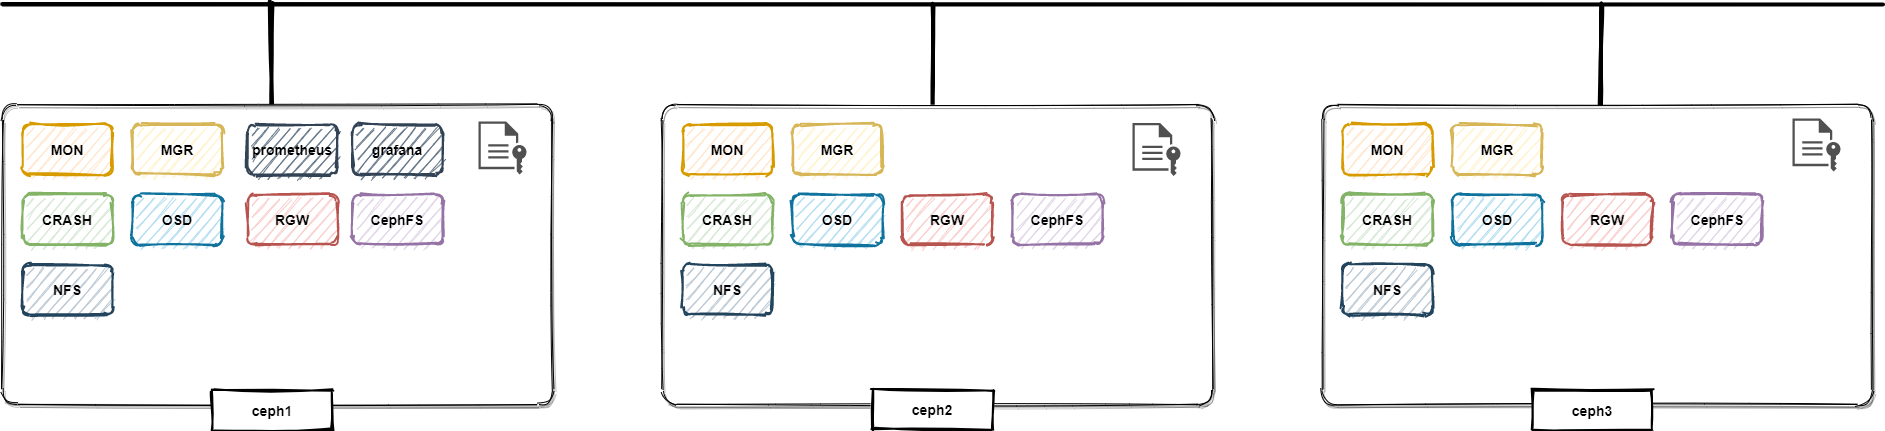 MON
MGR
prometheus
grafana
CRASH
OSD
RGW
CephFS
NFS
ceph1
MON
MGR
CRASH
OSD
RGW
CephFS
NFS
ceph2
MON
MGR
CRASH
OSD
RGW
CephFS
NFS
ceph3